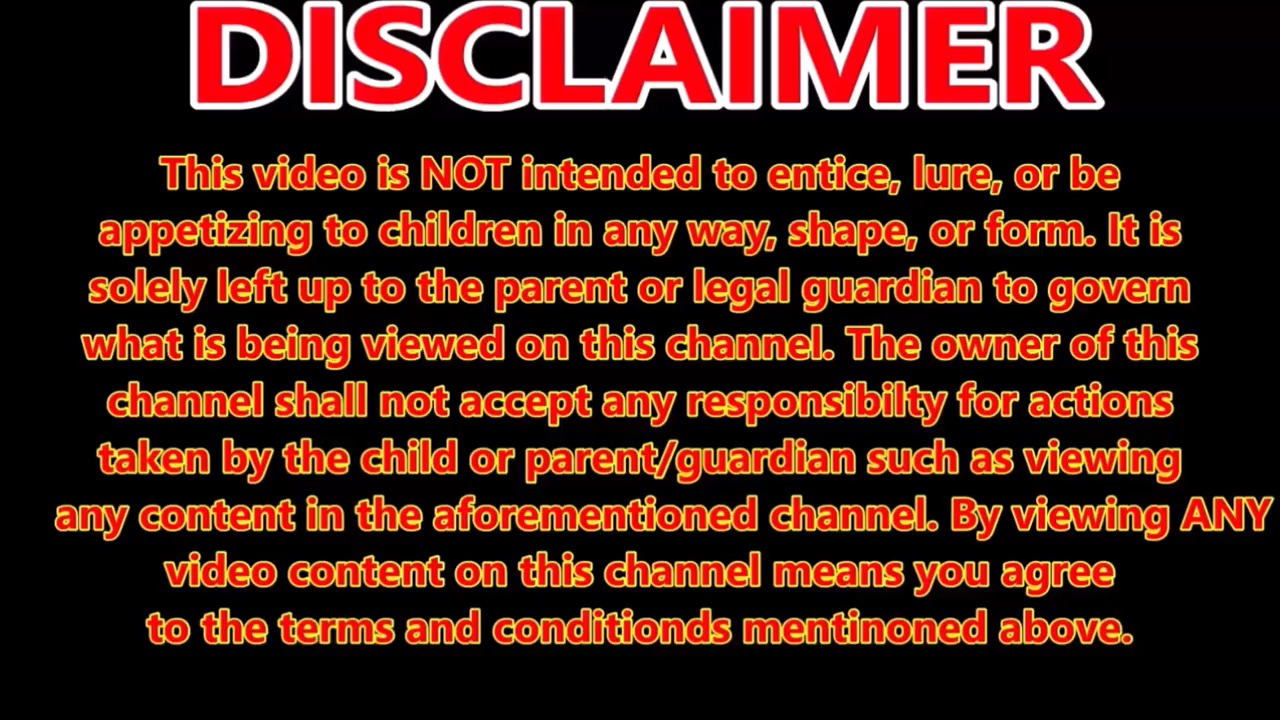 DISCLAIMER
This video is NOT intended to entice, lure, or be
appetizing to children in any way, shape, or form. It is
solely left up to the parent or legal guardian to govern
what is being viewed on this channel. The owner of this
channel shall not accept any responsibilty for actions
taken by the child or parent/guardian such as viewing
any content in the aforementioned channel. By viewing ANY
video content on this channel means you agree
to the terms and conditionds mentinoned above.